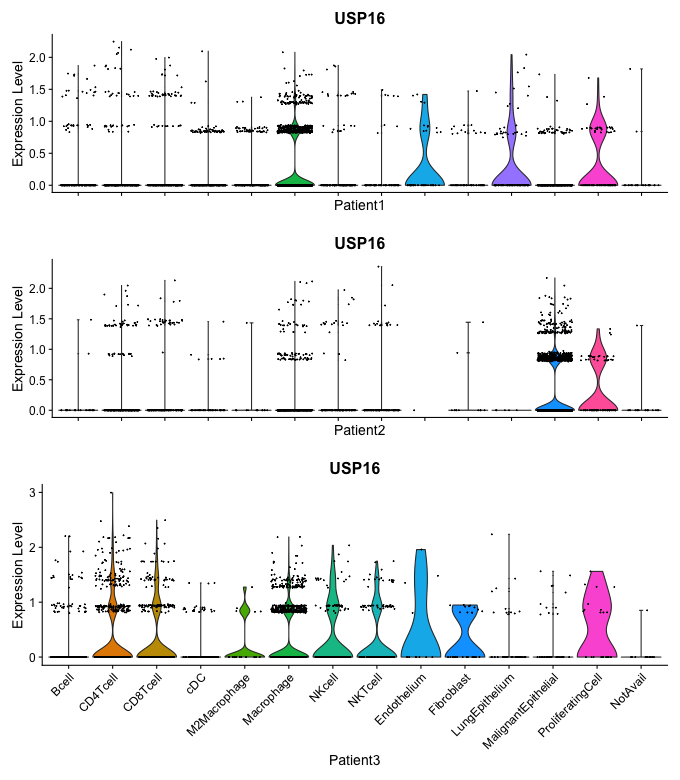 USP16
Expression Level
2.0
1.5
1.0
0.5
0.0
Patient1
USP16
Expression Level
2.0
1.5
1.0
0.5
0.0
Patient2
USP16
Expression Level
3
2
1
0
Bcell
CD4Tcell
CD8Tcell
cDC
M2Macrophage
Macrophage
NKcell
NKTcell
Endothelium
Fibroblast
LungEpithelium
MalignantEpithelial
ProliferatingCell
NotAvail
Patient3